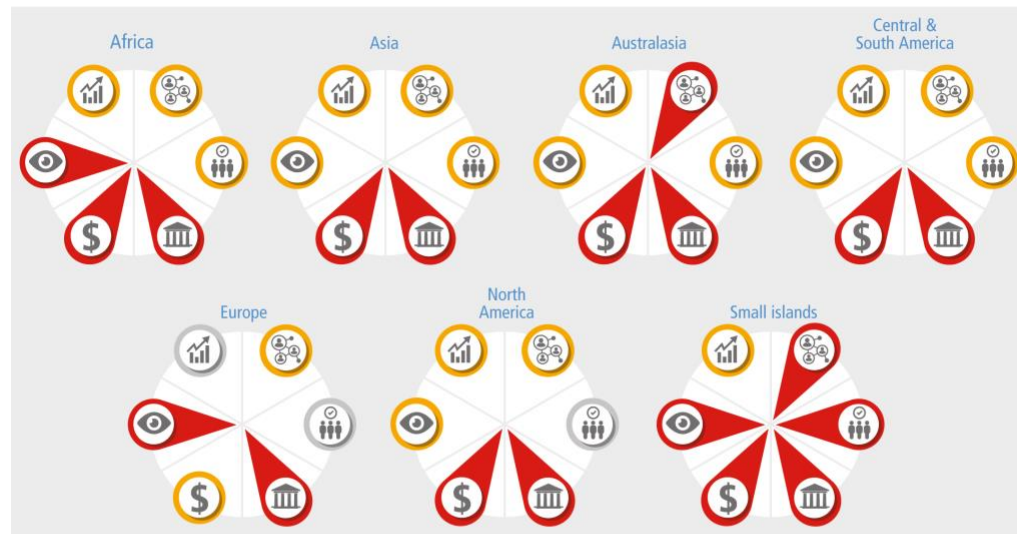 Africa
Asia
Australasia
Central &
South America
$
$
$
$
Europe
North
America
Small islands
$
$
$